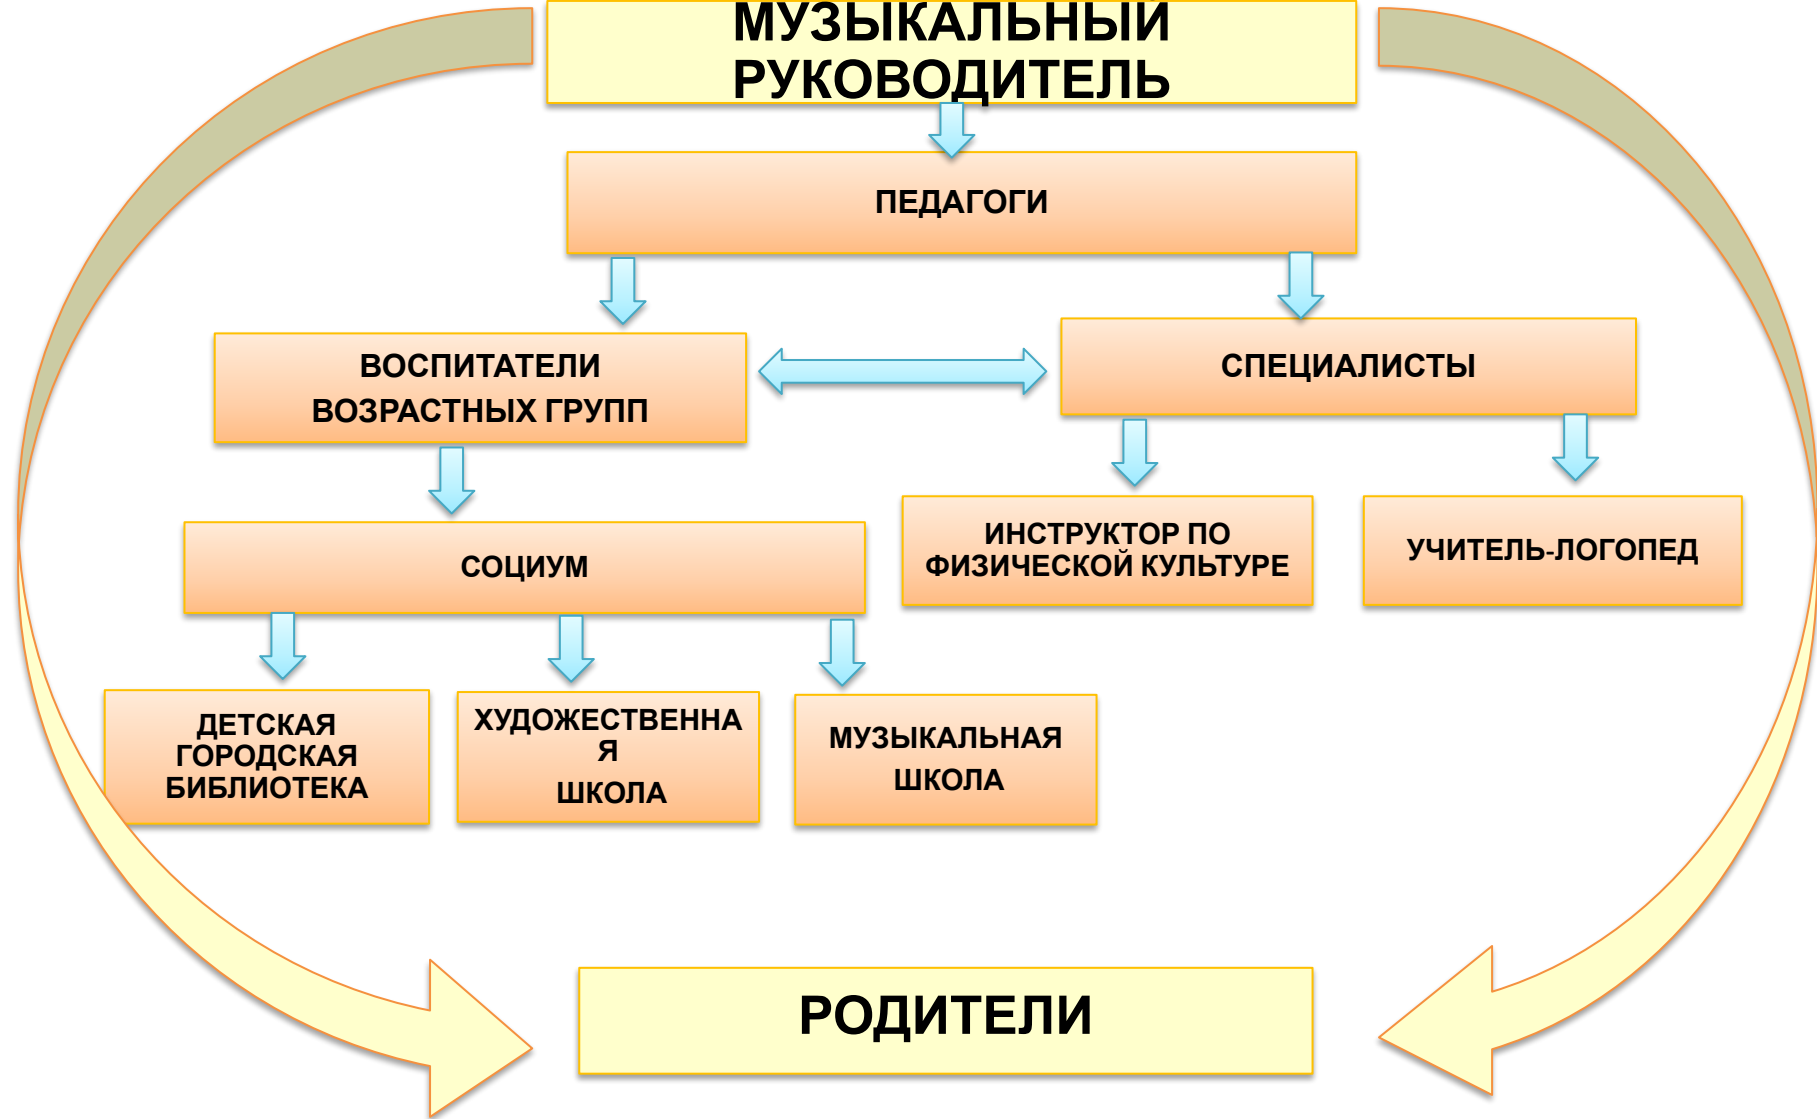 МУЗЫКАЛЬНЫЙ
РУКОВОДИТЕЛЬ
ПЕДАГОГИ
ВОСПИТАТЕЛИ
ВОЗРАСТНЫХ ГРУПП
СПЕЦИАЛИСТЫ
СОЦИУМ
ИНСТРУКТОР ПО
ФИЗИЧЕСКОЙ КУЛЬТУРЕ
УЧИТЕЛЬ-ЛОГОПЕД
ДЕТСКАЯ
ГОРОДСКАЯ
БИБЛИОТЕКА
ХУДОЖЕСТВЕННА
Я
ШКОЛА
МУЗЫКАЛЬНАЯ
ШКОЛА
РОДИТЕЛИ